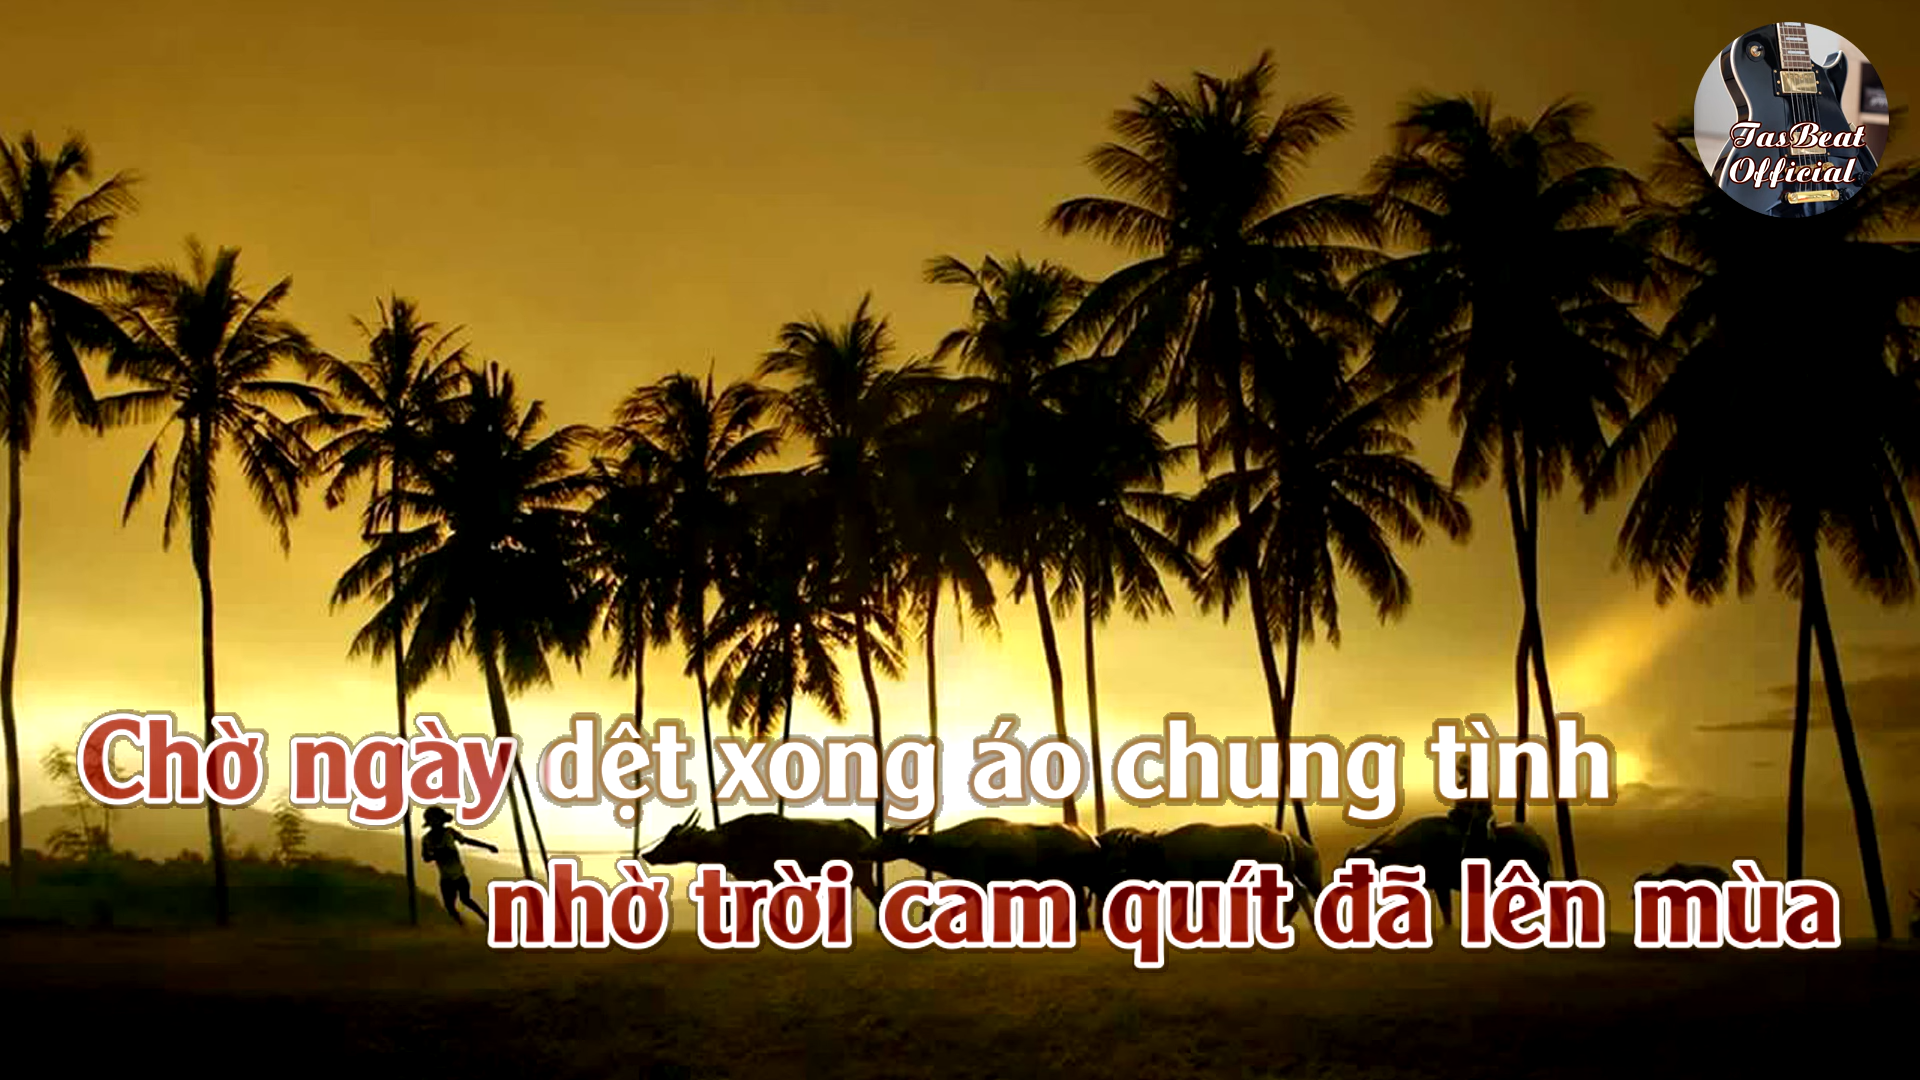 TasBeat
Official
Chờ ngày dệt xong áo chung tình
nhờ trời cam quít đã lên mùa